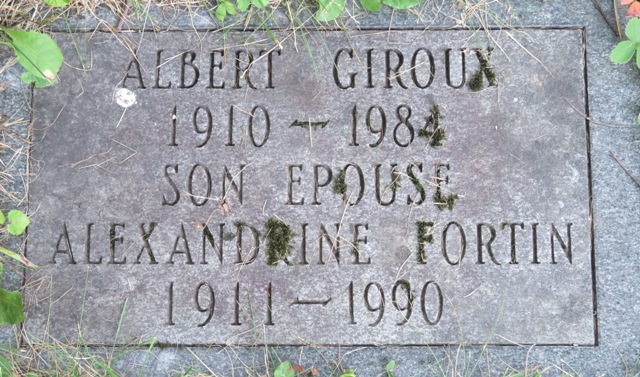 ALBERT GIROUX
1910 – 1984
SON EPOUSE
ALEXANDRINE FORTIN
1911 – 1990